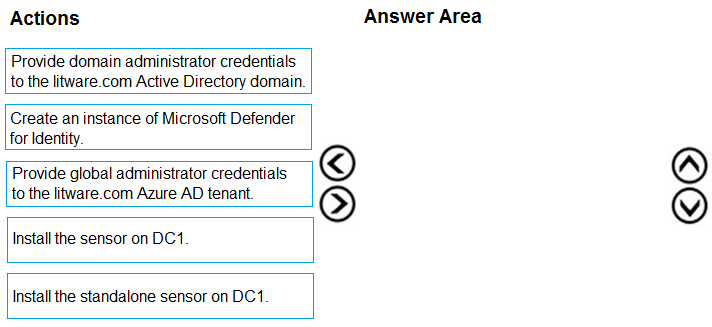 Actions
Answer Area
Provide domain administrator credentials
to the litware.com Active Directory domain.
Create an instance of Microsoft Defender
for Identity.
Provide global administrator credentials
to the litware.com Azure AD tenant.
Install the sensor on DC1.
Install the standalone sensor on DC1.